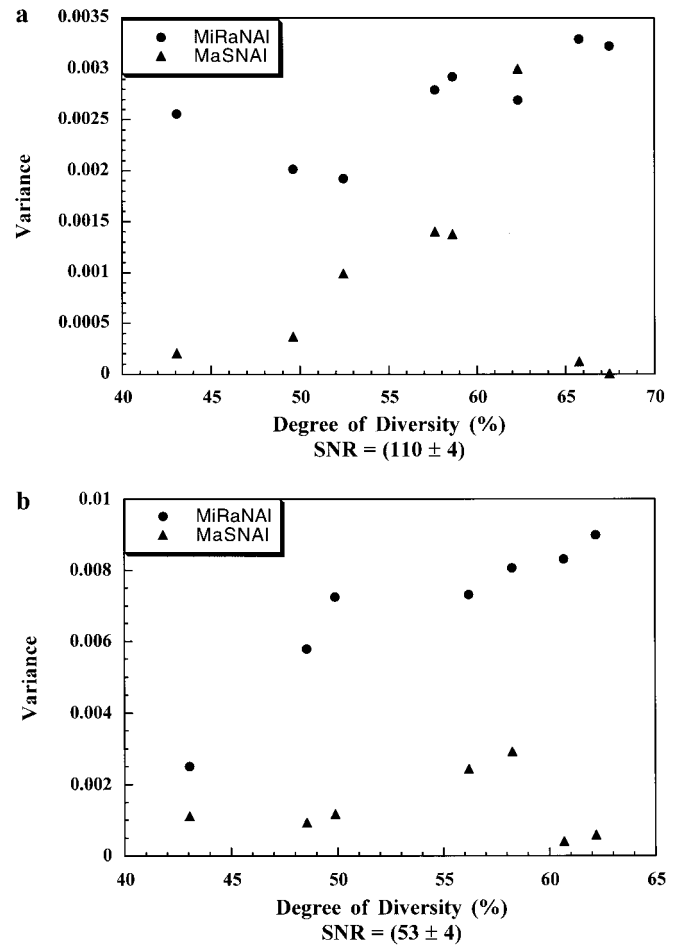 a
0.0035
MiRaNAI
MaSNAI
0.003
0.0025
0.002
0.0015
0.001
0.0005
0
Variance
40 45 50 55 60 65 70
Degree of Diversity (%)
SNR = (110 ± 4)
b
0.01
MiRaNAI
MaSNAI
0.008
0.006
0.004
0.002
0
Variance
40 45 50 55 60 65
Degree of Diversity (%)
SNR = (53 ± 4)